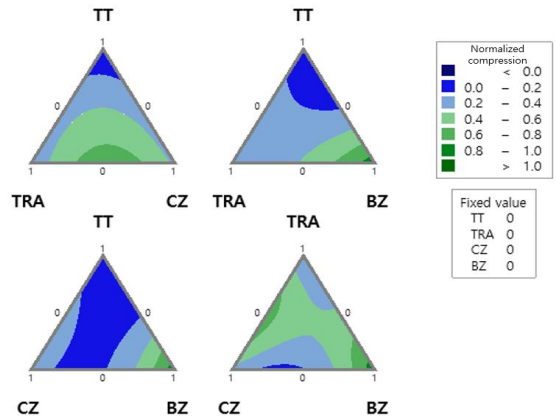 TT
TT
1
1
0
0
0
0
1
0
1
1
0
1
TRA
CZ
TRA
BZ
TT
TRA
1
1
0
0
0
0
1
0
1
1
0
1
CZ
BZ
CZ
BZ
Normalized
compression
< 0.0
0.0 – 0.2
0.2 – 0.4
0.4 – 0.6
0.6 – 0.8
0.8 – 1.0
> 1.0
Fixed value
TT 0
TRA 0
CZ 0
BZ 0